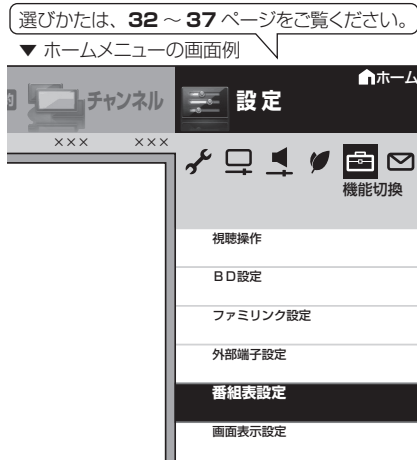 選びかたは、32～37ページをご覧ください。
▼ ホームメニューの画面例
ホーム
チャンネル
設定
××× ×××
機能切換
視聴操作
BD設定
ファミリンク設定
外部端子設定
番組表設定
画面表示設定